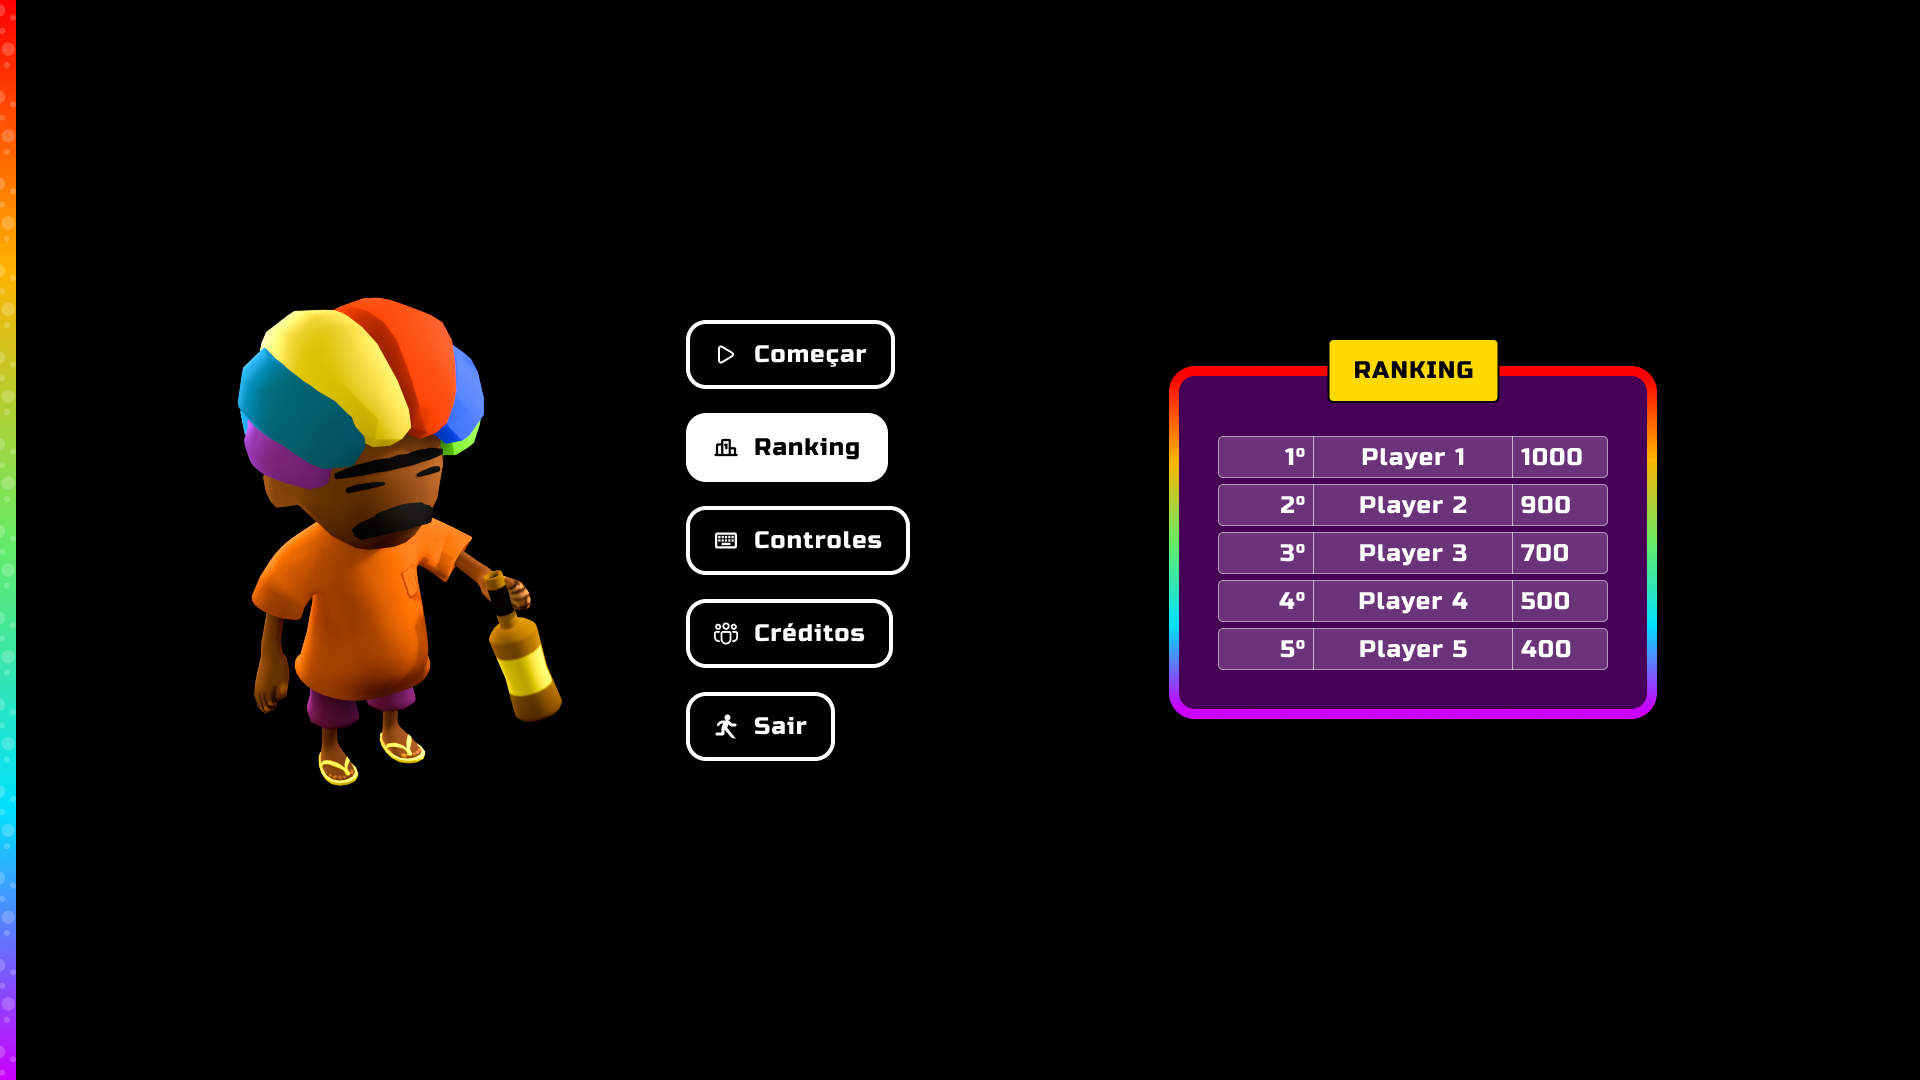 Começar
Ranking
Controles
Créditos
Sair
RANKING
1º Player 1 1000
2º Player 2 900
3º Player 3 700
4º Player 4 500
5º Player 5 400